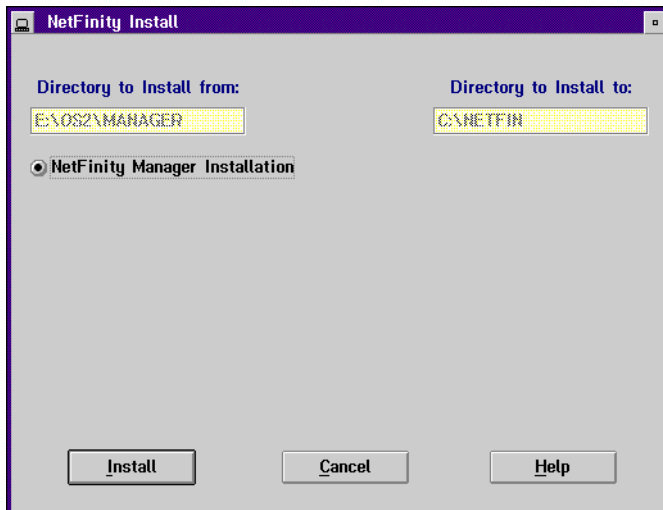 NetFinity Install
Directory to Install from:
Directory to Install to:
E:\OS2\MANAGER
C:\NETFIN
NetFinity Manager Installation
Install
Cancel
Help